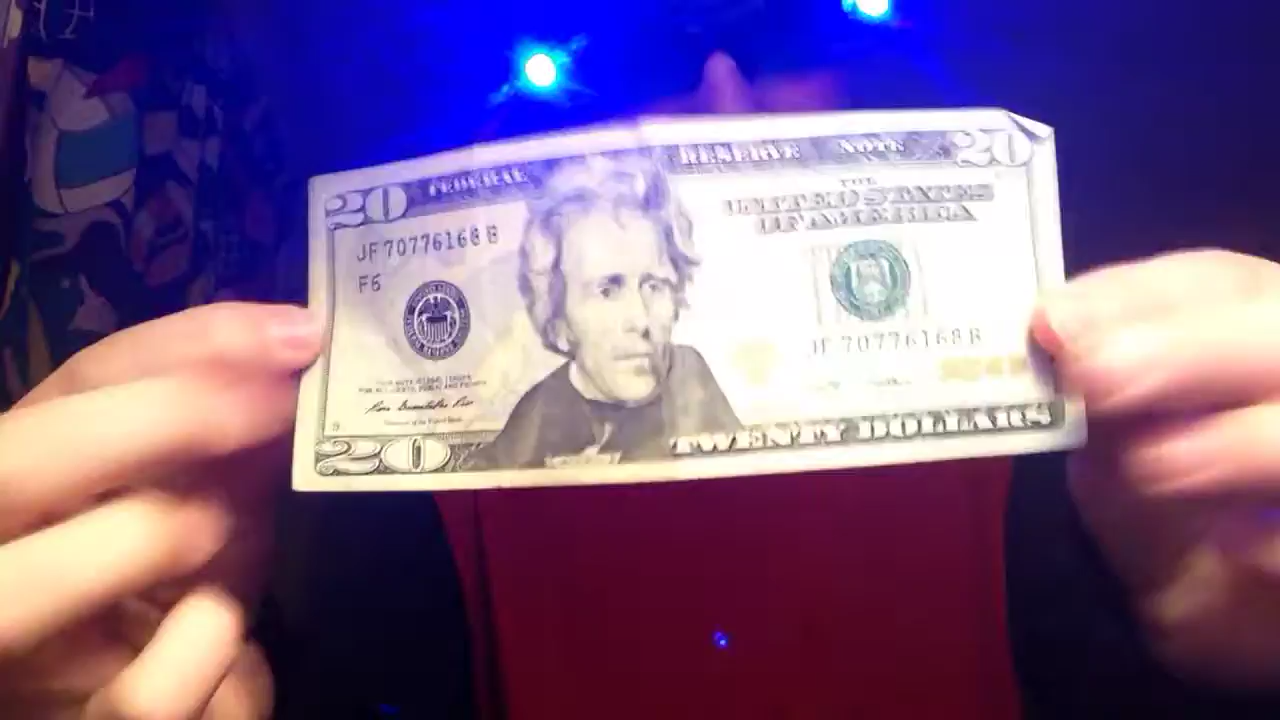 20 FEDERAL RESERVE NOTE 20
THE
UNITED STATES
OF AMERICA
JF 70776168 B
F6
JF 70776168 B
TWENTY DOLLARS
20